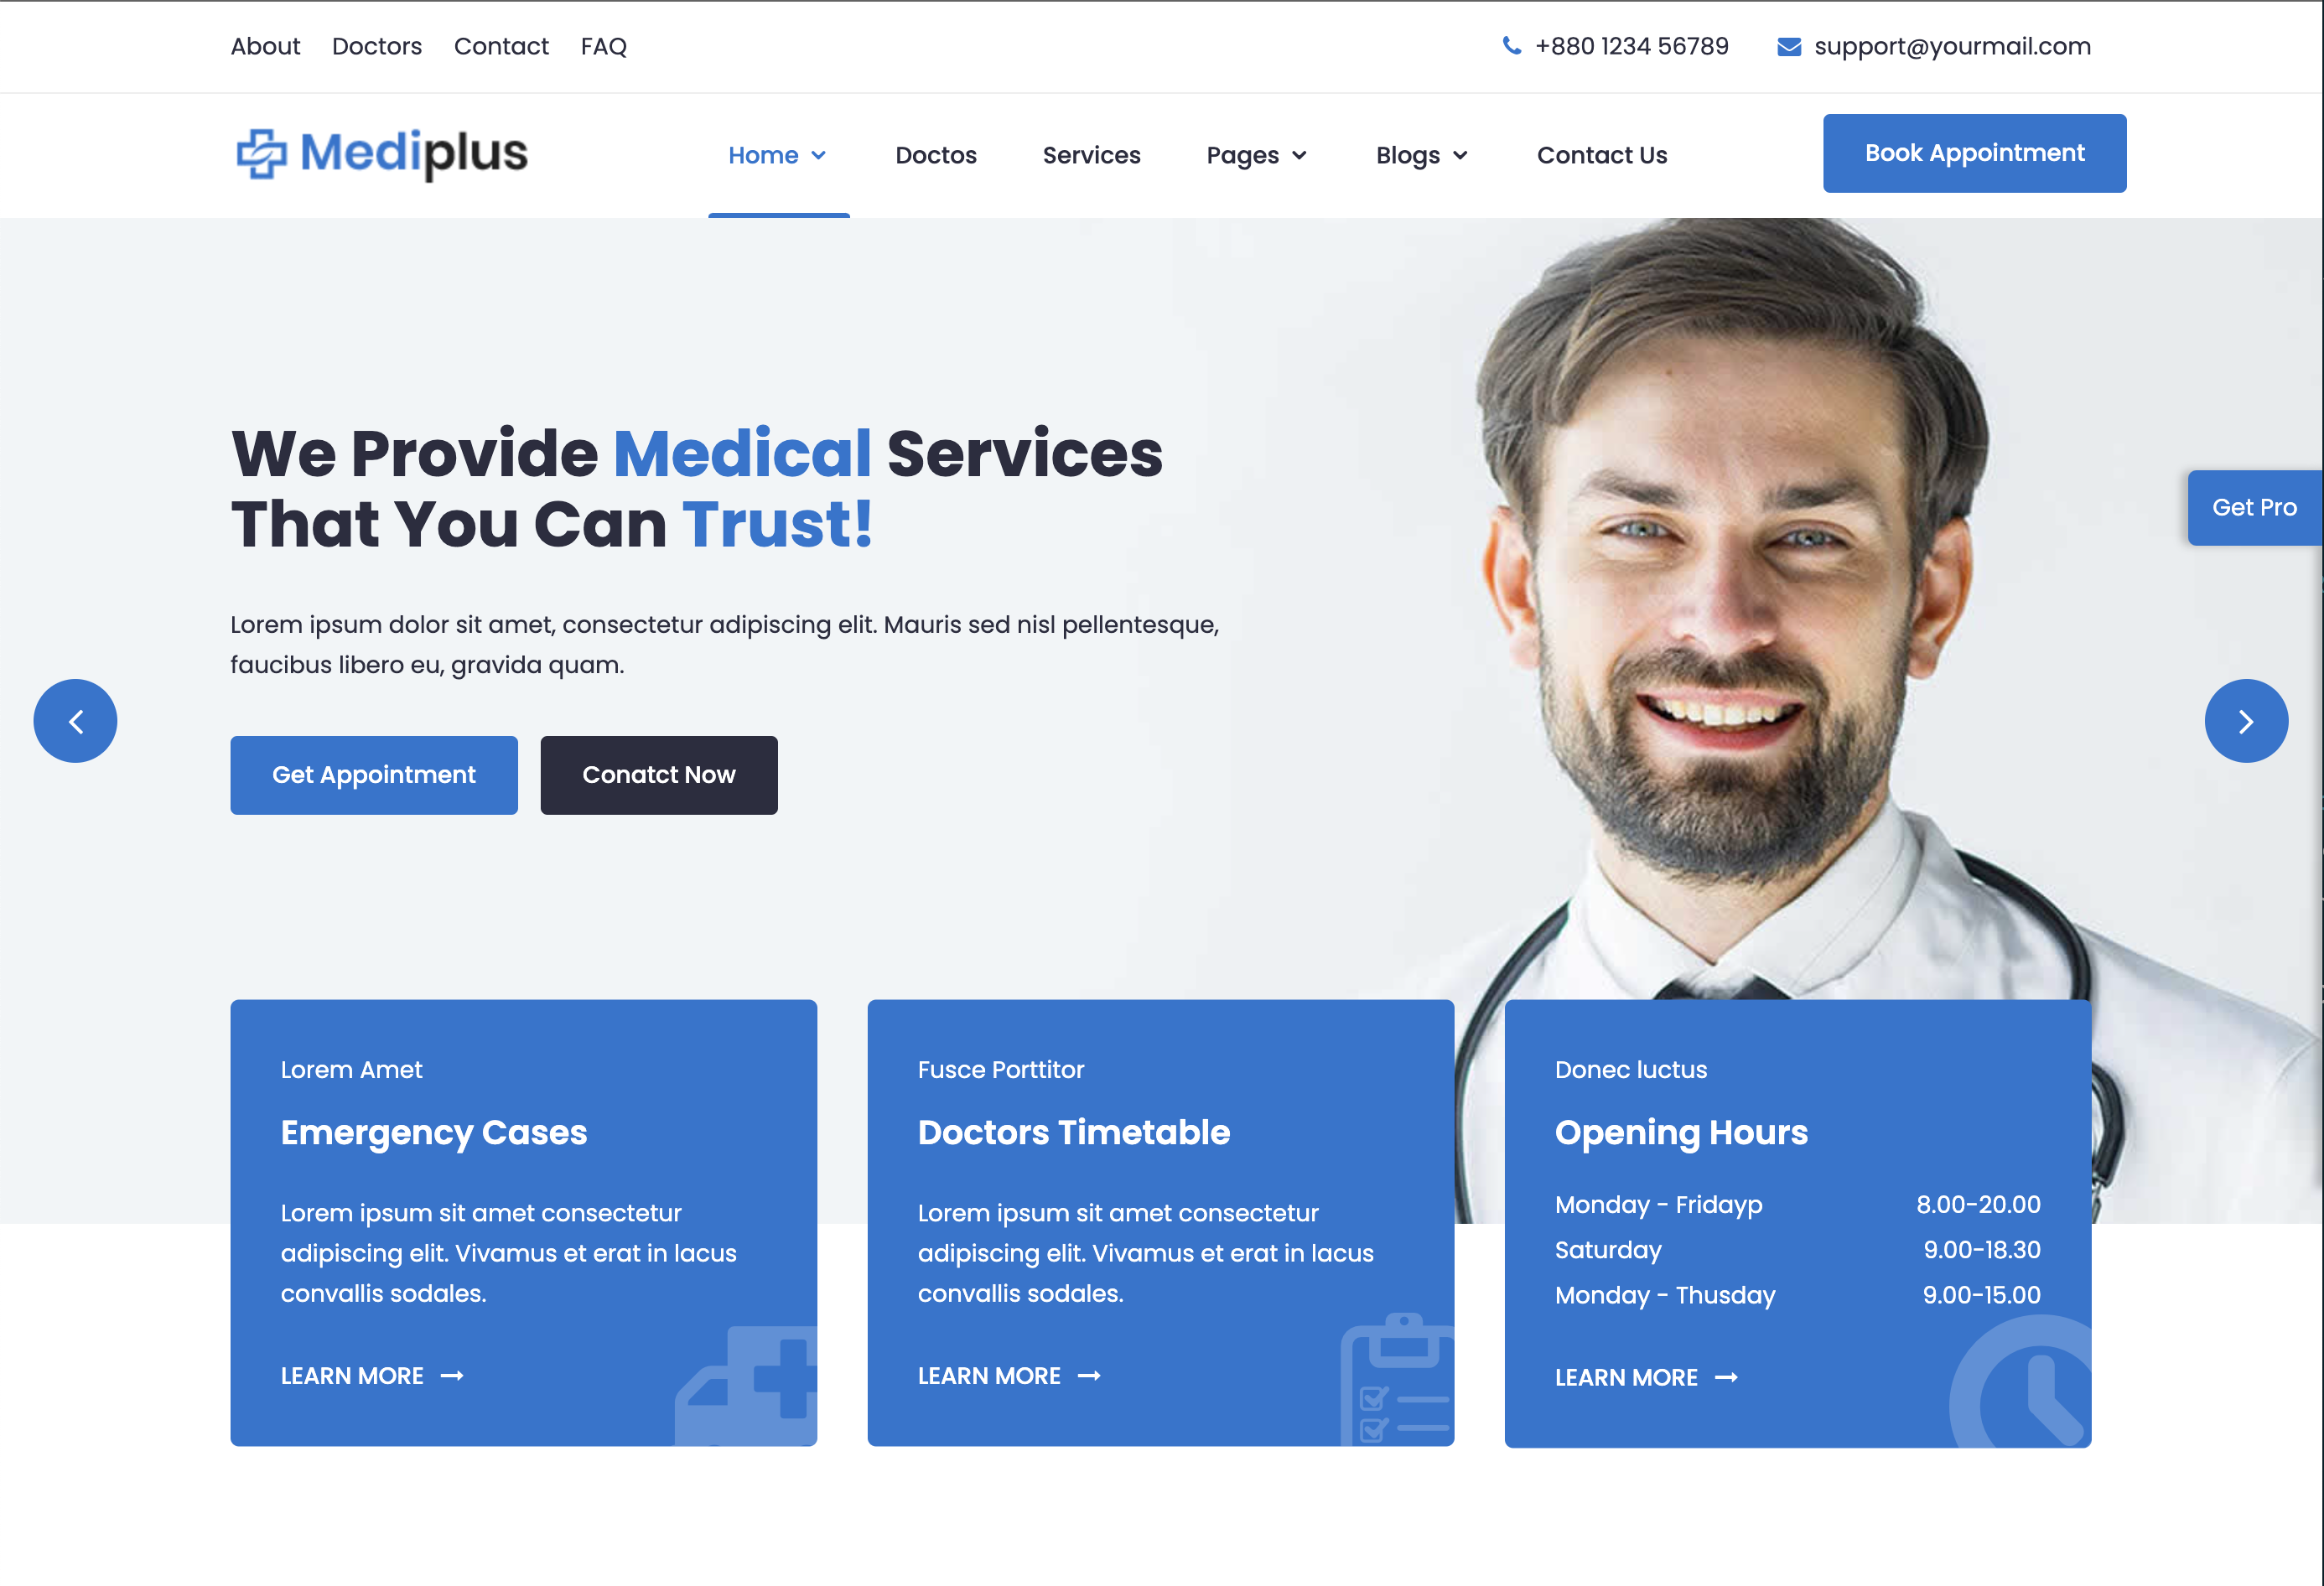 About Doctors Contact FAQ +880 1234 56789 support@yourmail.com
Mediplus Home Doctos Services Pages Blogs Contact Us Book Appointment
We Provide Medical Services
That You Can Trust!
Get Pro
Lorem ipsum dolor sit amet, consectetur adipiscing elit. Mauris sed nisl pellentesque,
faucibus libero eu, gravida quam.
Get Appointment Conatct Now
Lorem Amet
Emergency Cases
Lorem ipsum sit amet consectetur
adipiscing elit. Vivamus et erat in lacus
convallis sodales.
LEARN MORE
Fusce Porttitor
Doctors Timetable
Lorem ipsum sit amet consectetur
adipiscing elit. Vivamus et erat in lacus
convallis sodales.
LEARN MORE
Donec luctus
Opening Hours
Monday - Fridayp 8.00-20.00
Saturday 9.00-18.30
Monday - Thusday 9.00-15.00
LEARN MORE